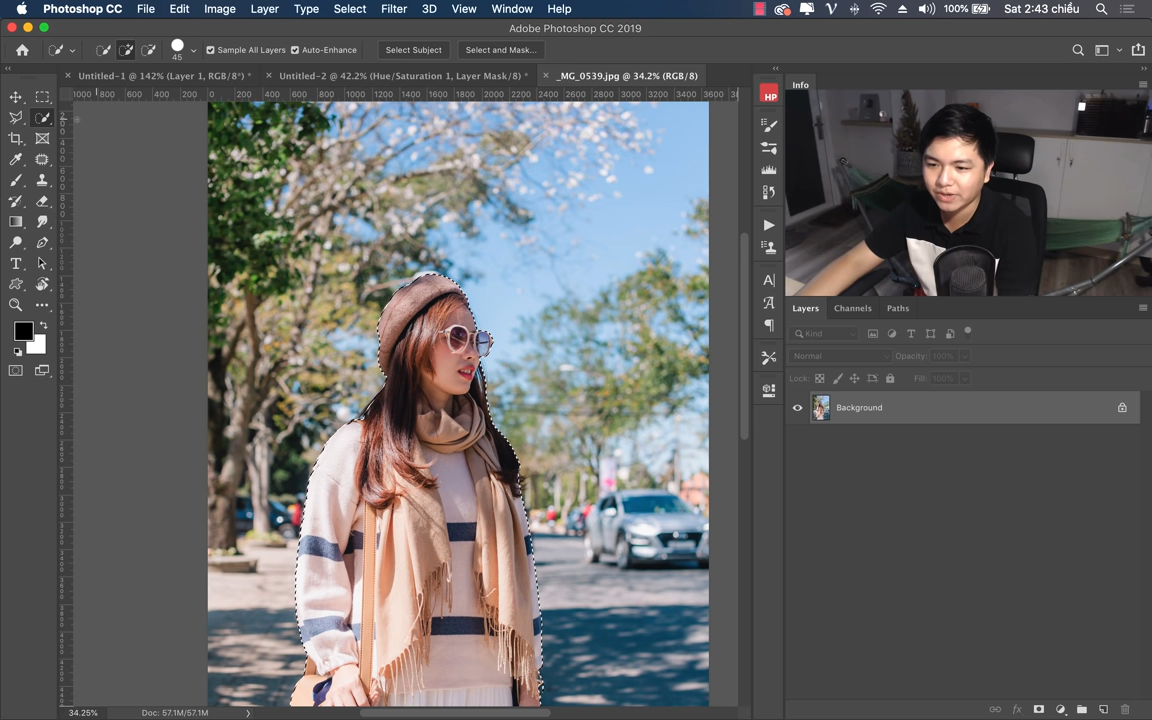 Photoshop CC File Edit Image Layer Type Select Filter 3D View Window Help 100% Sat 2:43 chiều
Adobe Photoshop CC 2019
45 Sample All Layers Auto-Enhance Select Subject Select and Mask...
Untitled-1 @ 142% (Layer 1, RGB/8*) * Untitled-2 @ 42.2% (Hue/Saturation 1, Layer Mask/8) * _MG_0539.jpg @ 34.2% (RGB/8)
1000 800 600 400 200 0 200 400 600 800 1000 1200 1400 1600 1800 2000 2200 2400 2600 2800 3000 3200 3400 3600
Info
HP
Layers Channels Paths
Kind
Normal Opacity: 100%
Lock: Fill: 100%
Background
34.25% Doc: 57.1M/57.1M